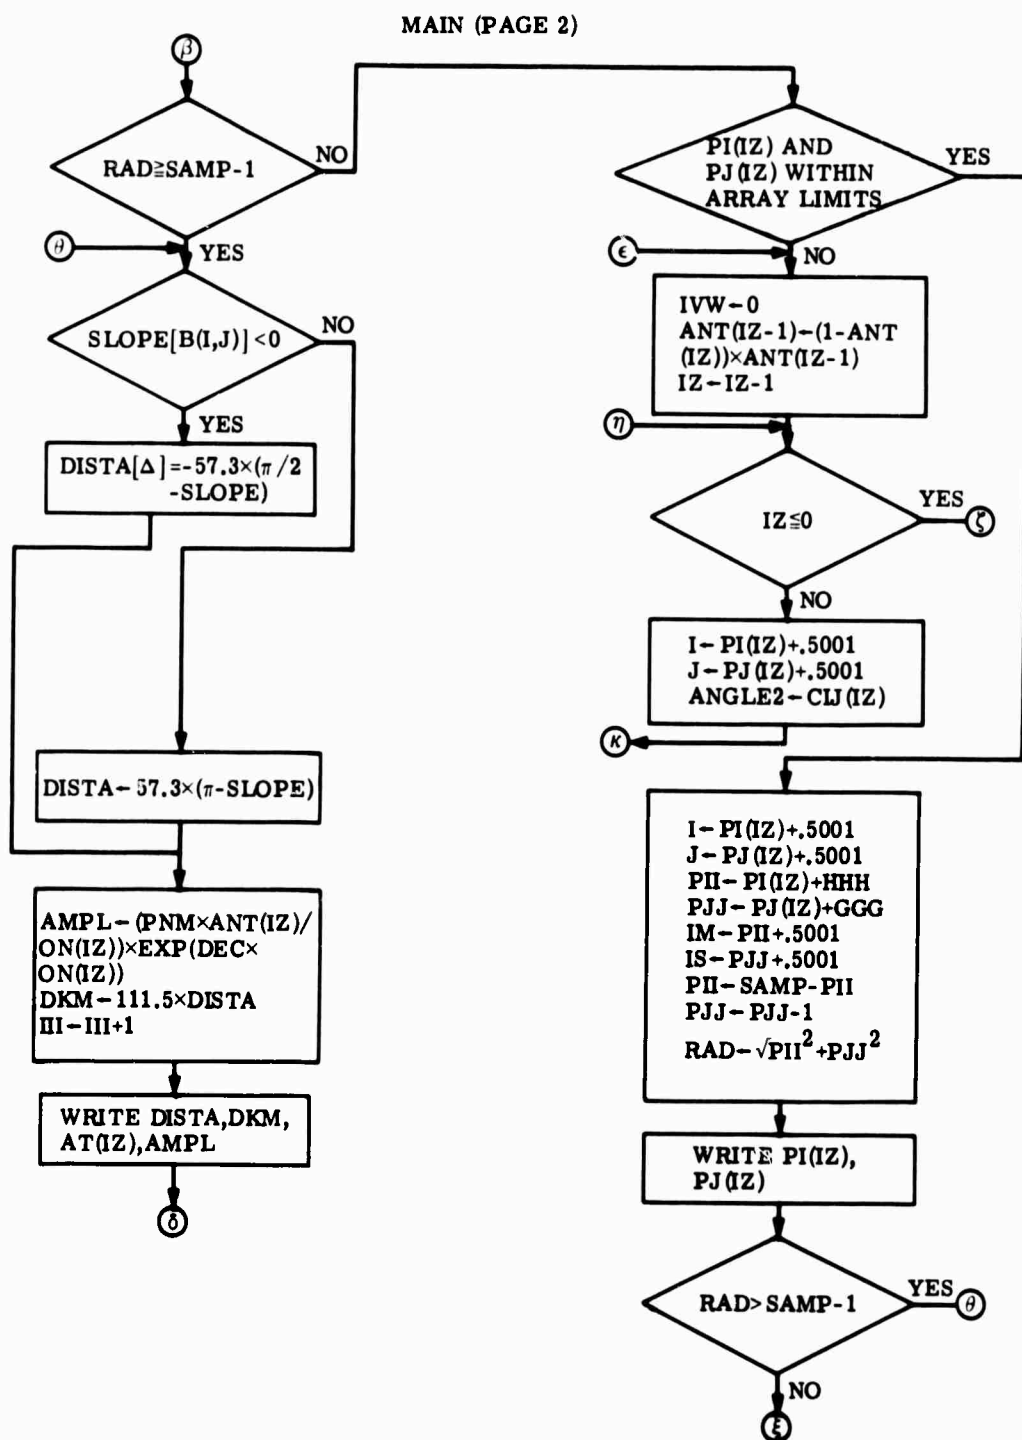 MAIN (PAGE 2)
β
RAD≧SAMP-1
NO
YES
θ
SLOPE[B(I,J)]<0
NO
YES
DISTA[Δ]=-57.3×(π/2
-SLOPE)
DISTA←57.3×(π-SLOPE)
AMPL←(PNM×ANT(IZ)/
ON(IZ))×EXP(DEC×
ON(IZ))
DKM←111.5×DISTA
III←III+1
WRITE DISTA,DKM,
AT(IZ),AMPL
δ
PI(IZ) AND
PJ(IZ) WITHIN
ARRAY LIMITS
YES
NO
ϵ
IVW←0
ANT(IZ-1)←(1-ANT
(IZ))×ANT(IZ-1)
IZ←IZ-1
η
IZ≦0
YES
ζ
NO
I←PI(IZ)+.5001
J←PJ(IZ)+.5001
ANGLE2←CIJ(IZ)
κ
I←PI(IZ)+.5001
J←PJ(IZ)+.5001
PII←PI(IZ)+HHH
PJJ←PJ(IZ)+GGG
IM←PII+.5001
IS←PJJ+.5001
PII←SAMP-PII
PJJ←PJJ-1
RAD←√PII²+PJJ²
WRITE PI(IZ),
PJ(IZ)
RAD>SAMP-1
YES
θ
NO
ξ